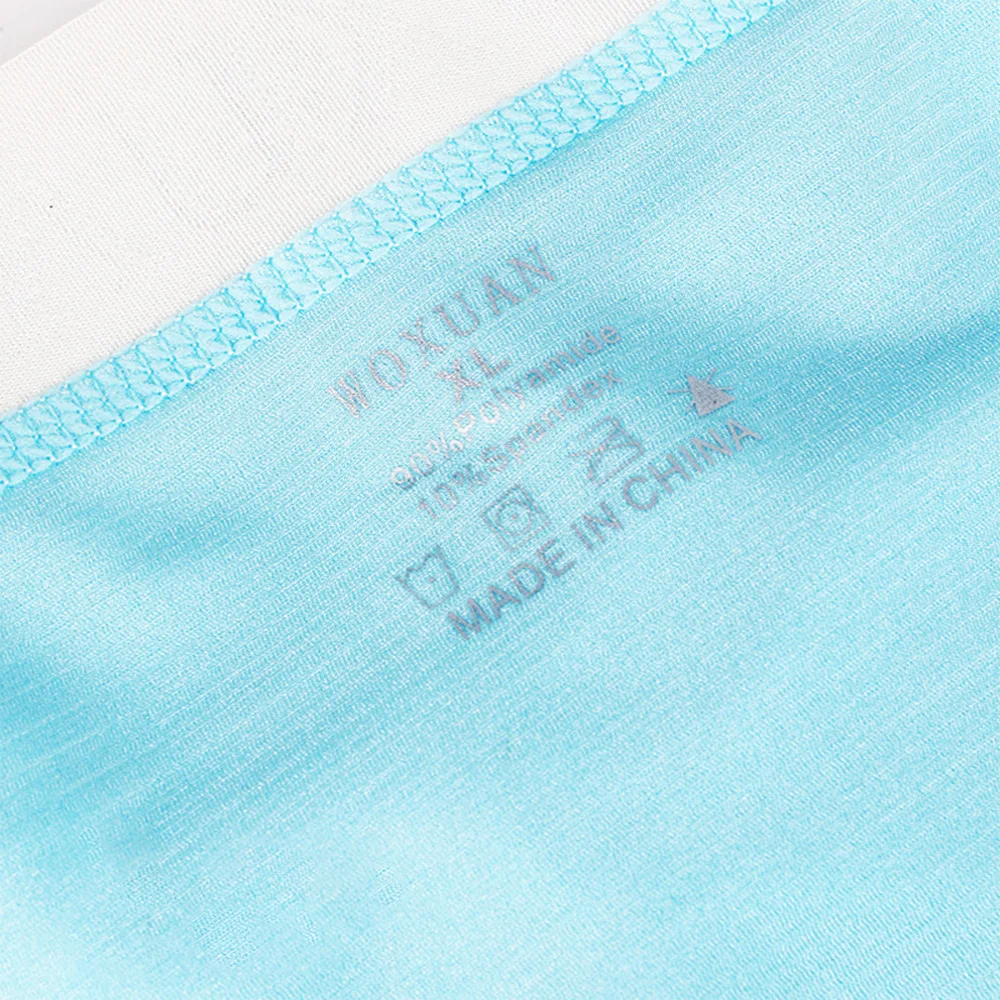 WOXUAN
XL
90%Polyamide
10%Spandex
MADE IN CHINA